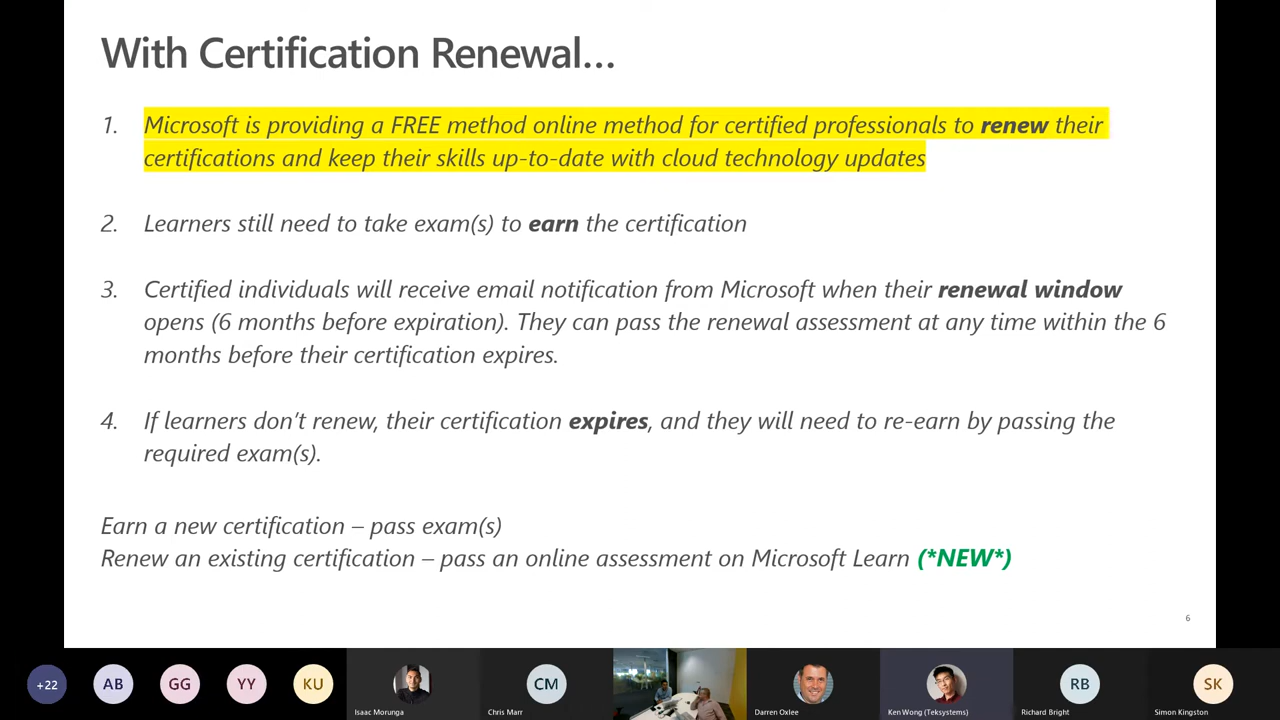 With Certification Renewal...
1. Microsoft is providing a FREE method online method for certified professionals to renew their
certifications and keep their skills up-to-date with cloud technology updates
2. Learners still need to take exam(s) to earn the certification
3. Certified individuals will receive email notification from Microsoft when their renewal window
opens (6 months before expiration). They can pass the renewal assessment at any time within the 6
months before their certification expires.
4. If learners don't renew, their certification expires, and they will need to re-earn by passing the
required exam(s).
Earn a new certification – pass exam(s)
Renew an existing certification – pass an online assessment on Microsoft Learn (*NEW*)
6
+22 AB GG YY KU CM RB SK
Isaac Morunga Chris Marr Darren Oxlee Ken Wong (Teksystems) Richard Bright Simon Kingston